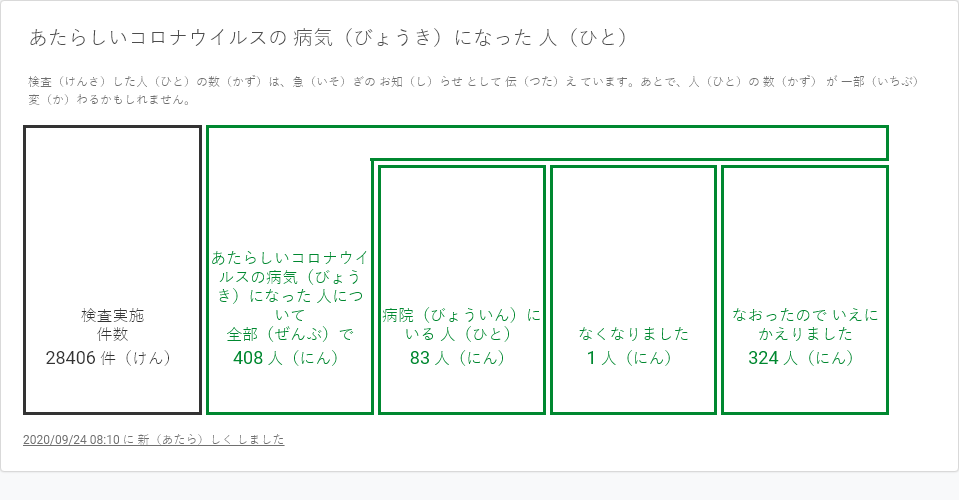 あたらしいコロナウイルスの 病気（びょうき）になった 人（ひと）
検査（けんさ）した人（ひと）の数（かず）は、急（いそ）ぎの お知（し）らせ として 伝（つた）え ています。あとで、人（ひと）の 数（かず） が 一部（いちぶ）
変（か）わるかもしれません。
検査実施
件数
28406 件（けん）
あたらしいコロナウイ
ルスの病気（びょう
き）になった 人につ
いて
全部（ぜんぶ）で
408 人（にん）
病院（びょういん）に
いる 人（ひと）
83 人（にん）
なくなりました
1 人（にん）
なおったので いえに
かえりました
324 人（にん）
2020/09/24 08:10 に 新（あたら）しく しました